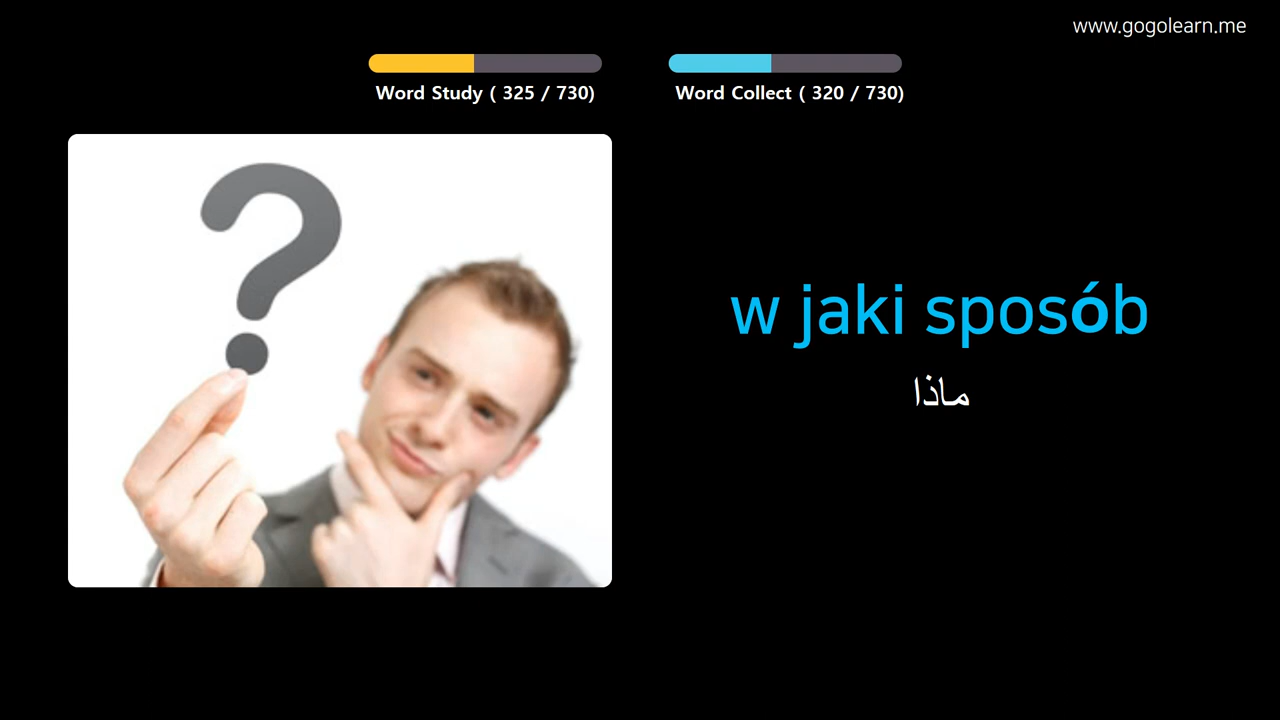 www.gogolearn.me
Word Study ( 325 / 730)
Word Collect ( 320 / 730)
w jaki sposób
ماذا